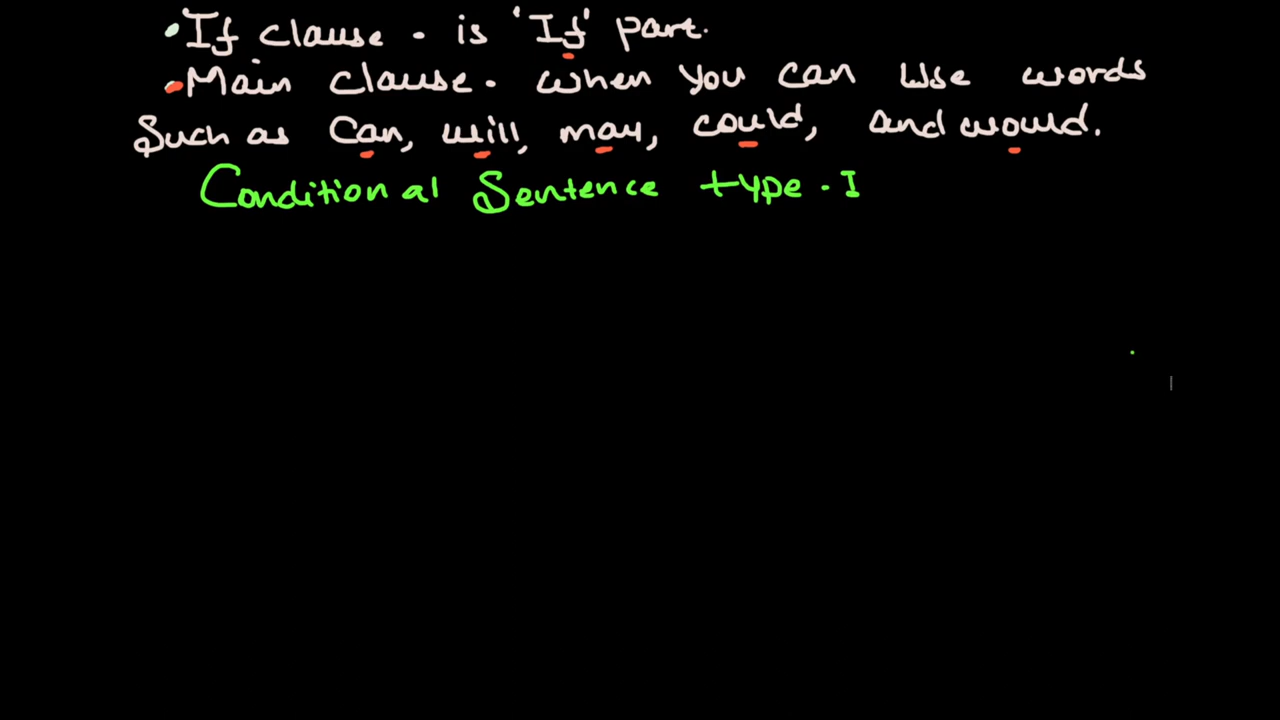 • If clause - is 'If' part.
• Main clause - when you can use words
Such as can, will, may, could, and would.
Conditional Sentence type - I